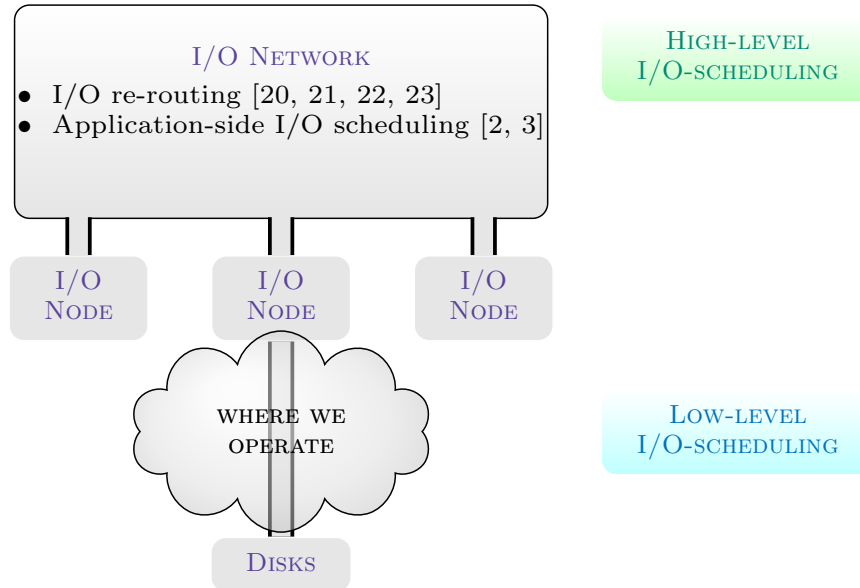 I/O Network
• I/O re-routing [20, 21, 22, 23]
• Application-side I/O scheduling [2, 3]
High-level
I/O-scheduling
I/O
Node
I/O
Node
I/O
Node
where we
operate
Low-level
I/O-scheduling
Disks